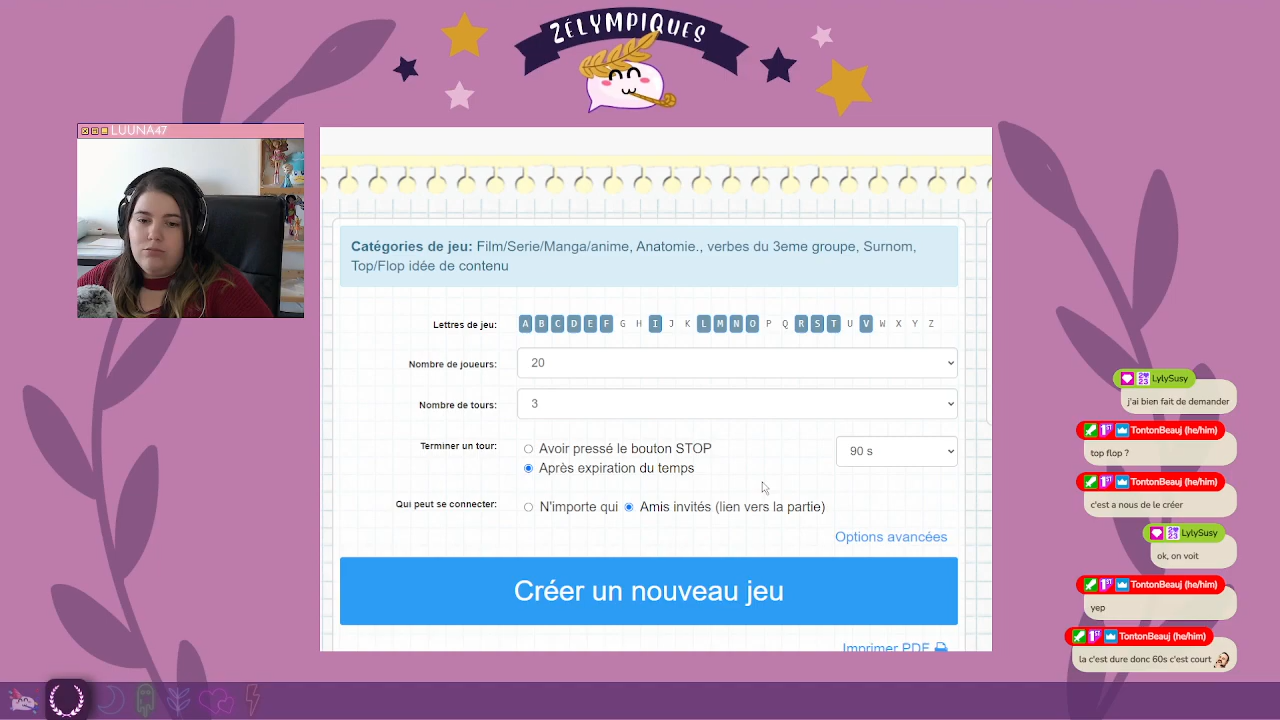 ZÉLYMPIQUES
LUUNA47
Catégories de jeu: Film/Serie/Manga/anime, Anatomie., verbes du 3eme groupe, Surnom,
Top/Flop idée de contenu
Lettres de jeu: A B C D E F G H I J K L M N O P Q R S T U V W X Y Z
Nombre de joueurs: 20
Nombre de tours: 3
Terminer un tour: Avoir pressé le bouton STOP 90 s
Après expiration du temps
Qui peut se connecter: N'importe qui Amis invités (lien vers la partie)
Options avancées
Créer un nouveau jeu
Imprimer PDF
LylySusy
j'ai bien fait de demander
TontonBeauj (he/him)
top flop ?
TontonBeauj (he/him)
c'est a nous de le créer
LylySusy
ok, on voit
TontonBeauj (he/him)
yep
TontonBeauj (he/him)
la c'est dure donc 60s c'est court